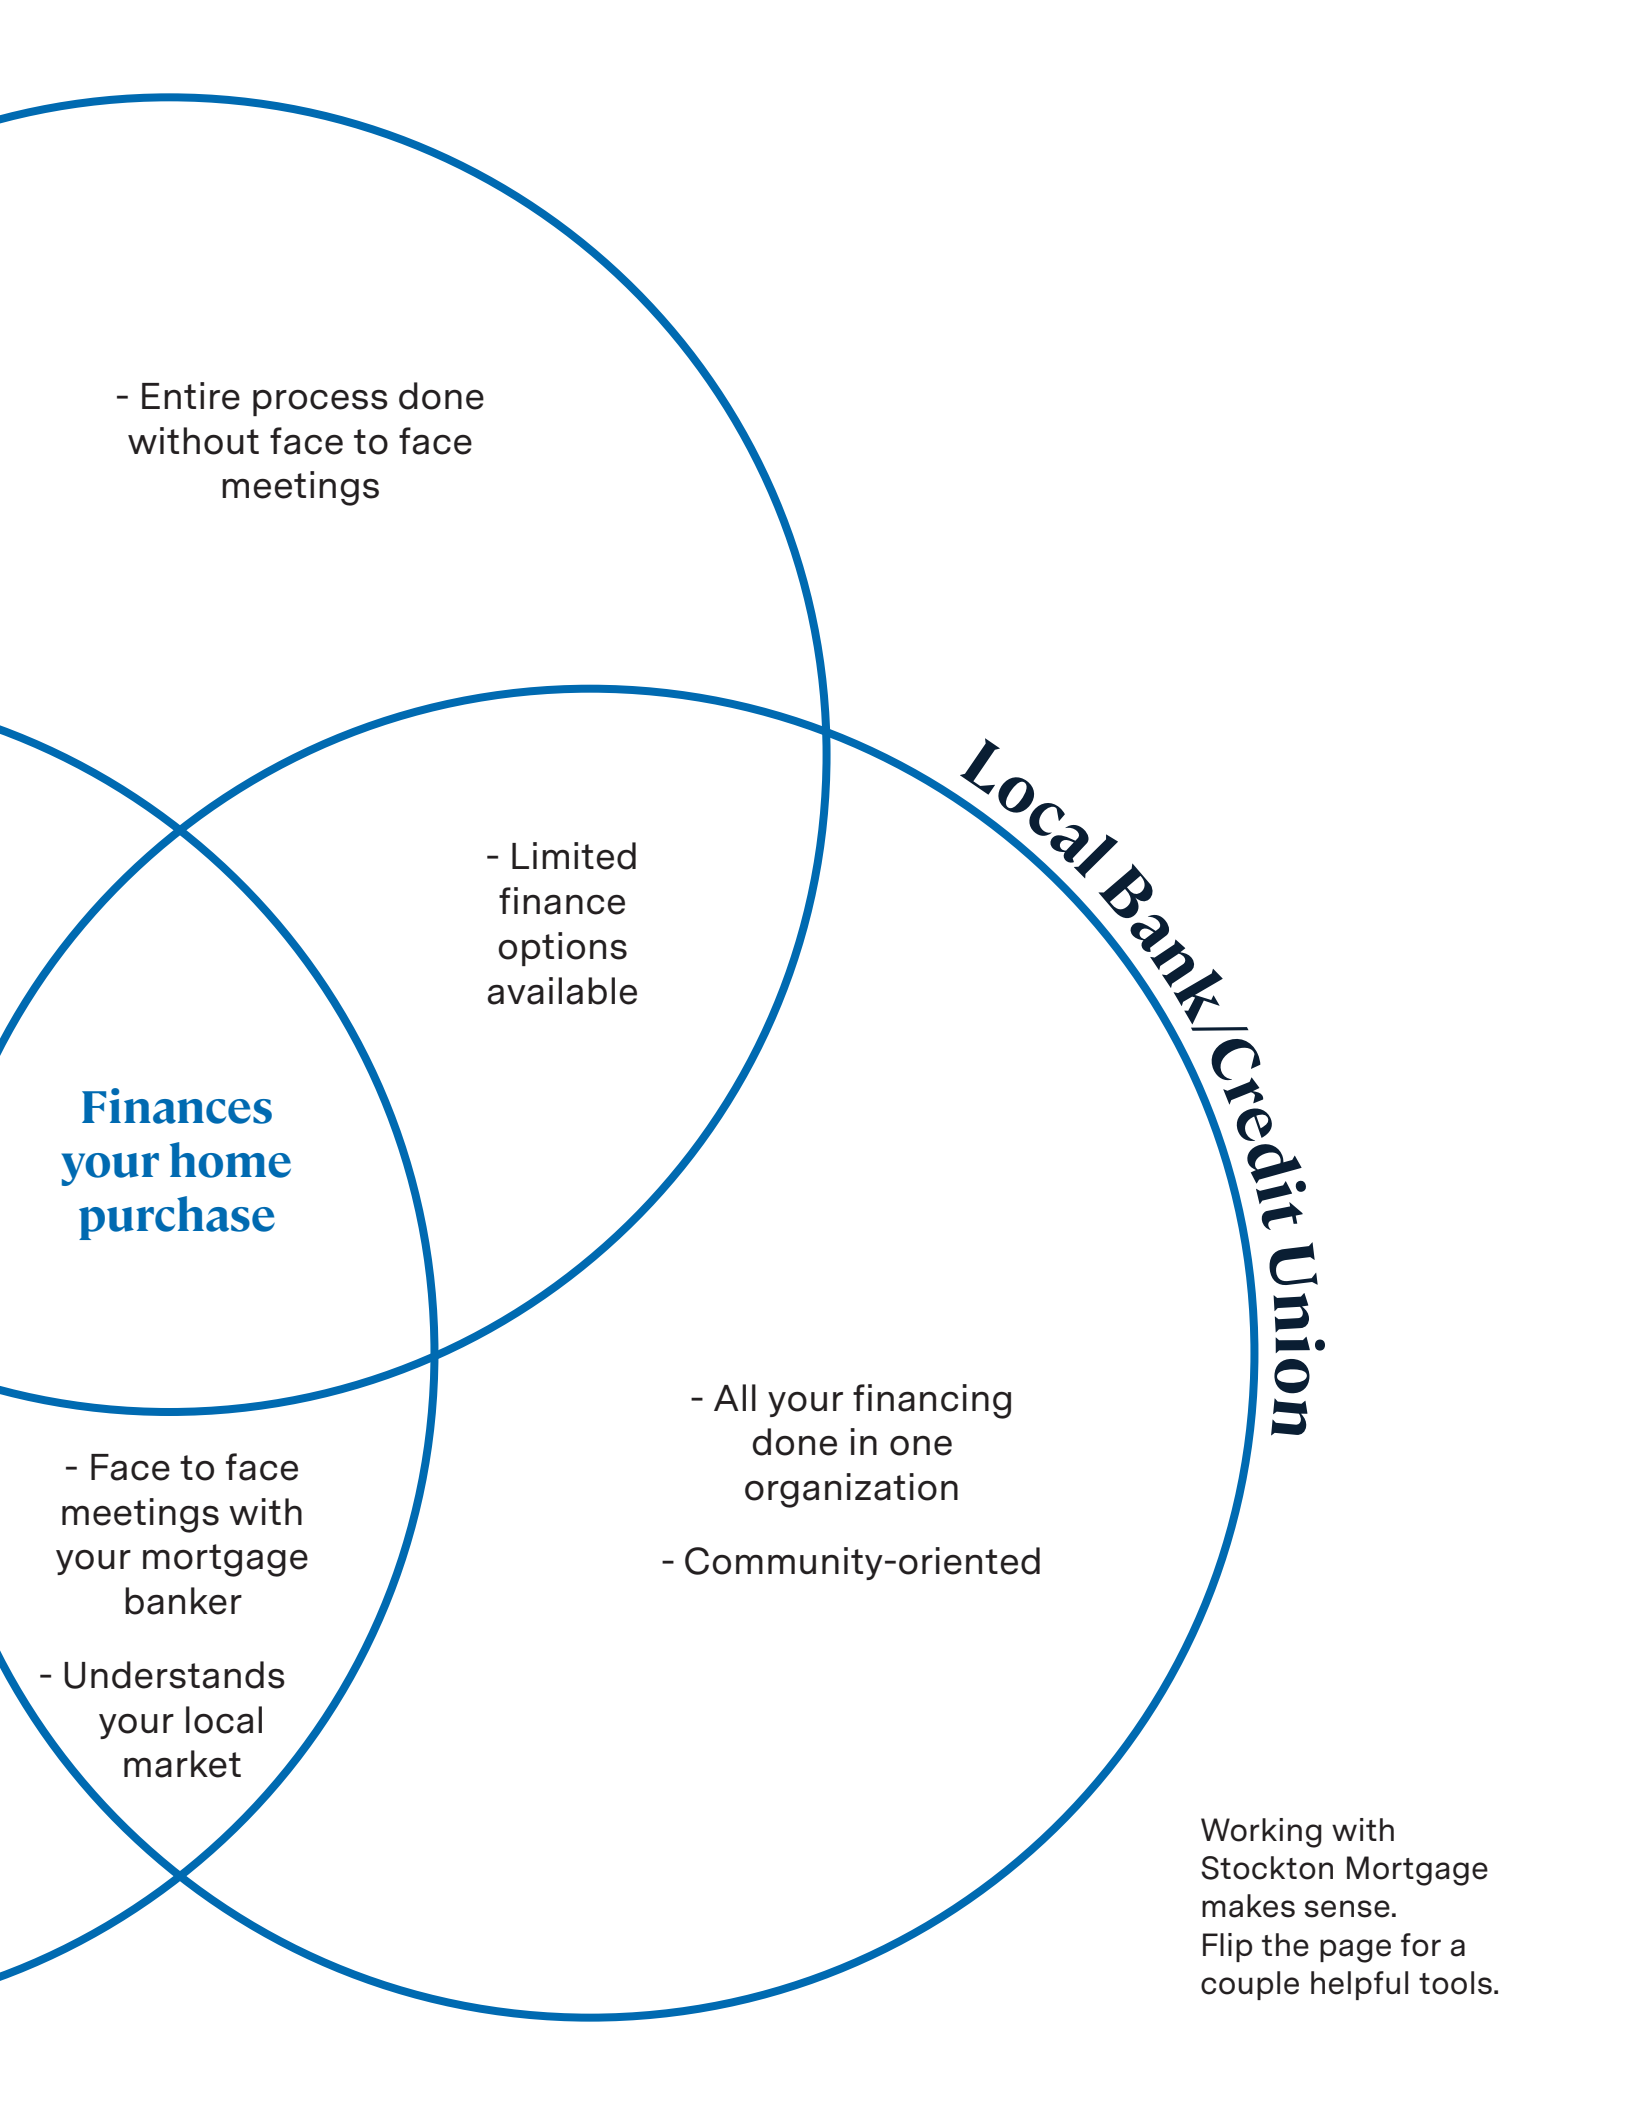 - Entire process done
without face to face
meetings
Local Bank/Credit Union
- Limited
finance
options
available
Finances
your home
purchase
- All your financing
done in one
organization
- Community-oriented
- Face to face
meetings with
your mortgage
banker
- Understands
your local
market
Working with
Stockton Mortgage
makes sense.
Flip the page for a
couple helpful tools.